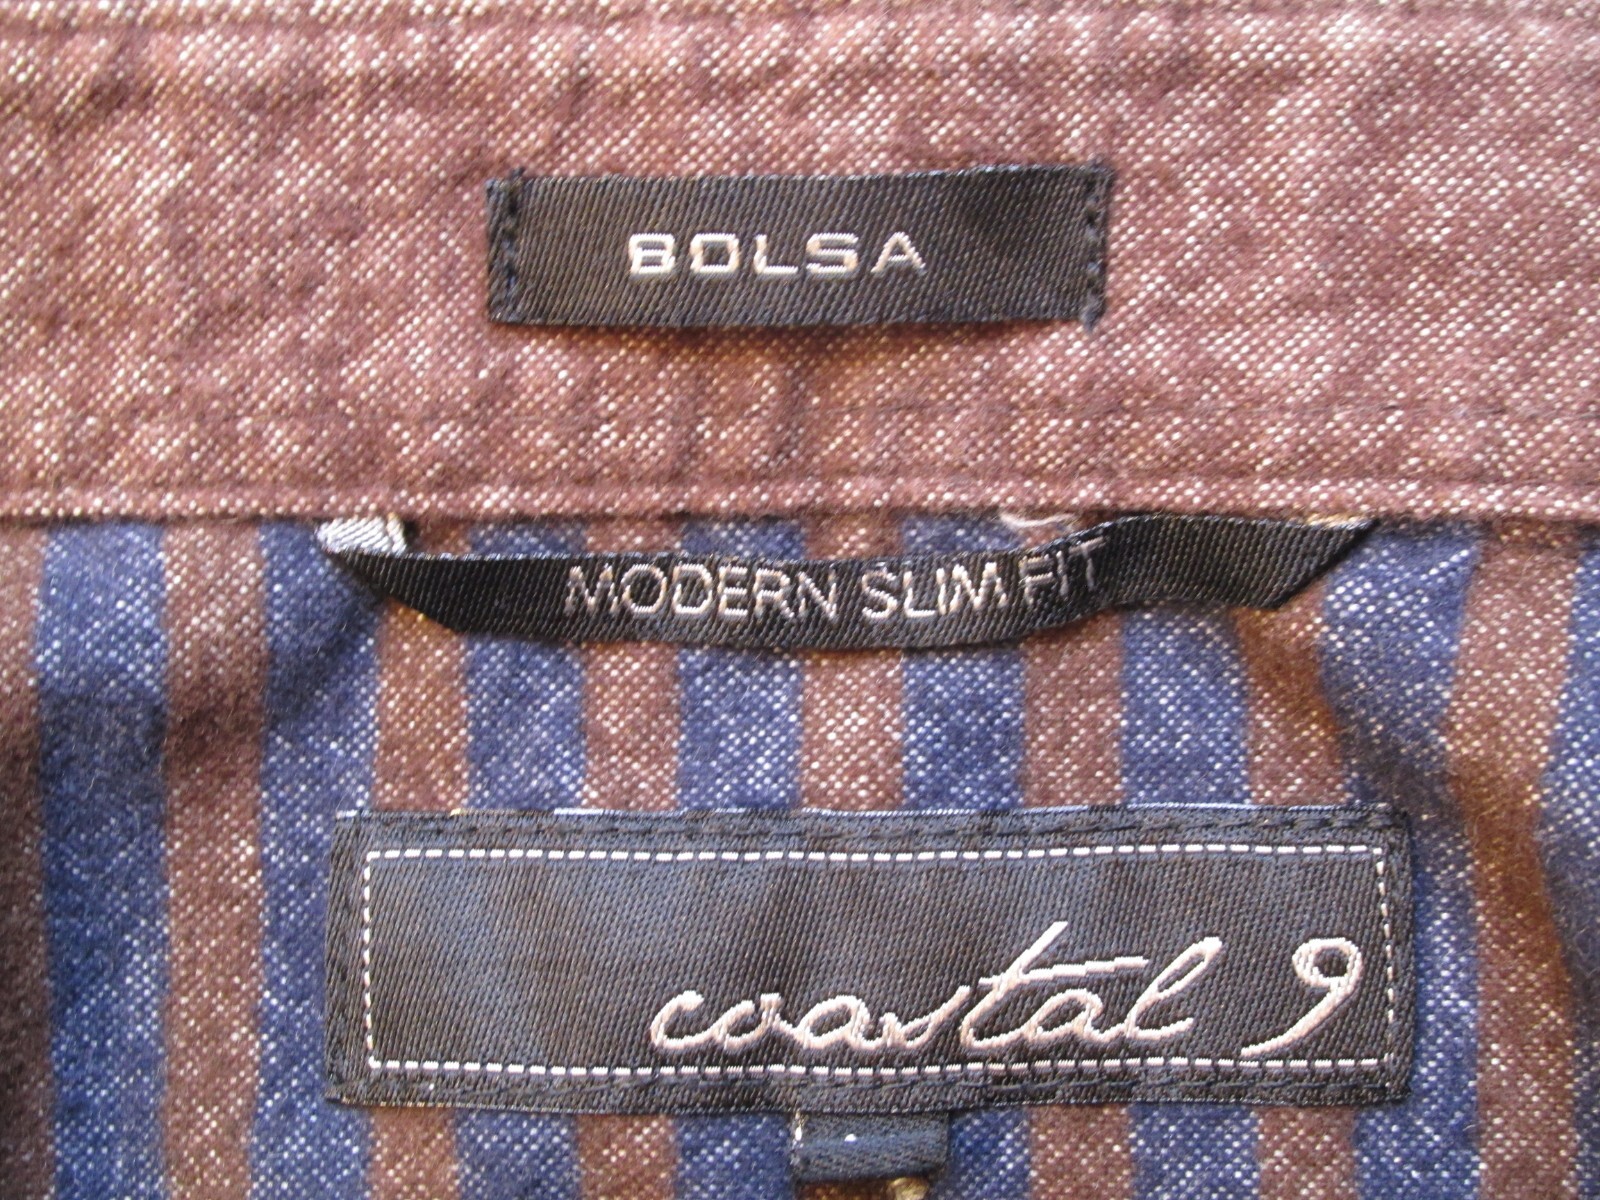 BOLSA
MODERN SLIM FIT
coastal 9